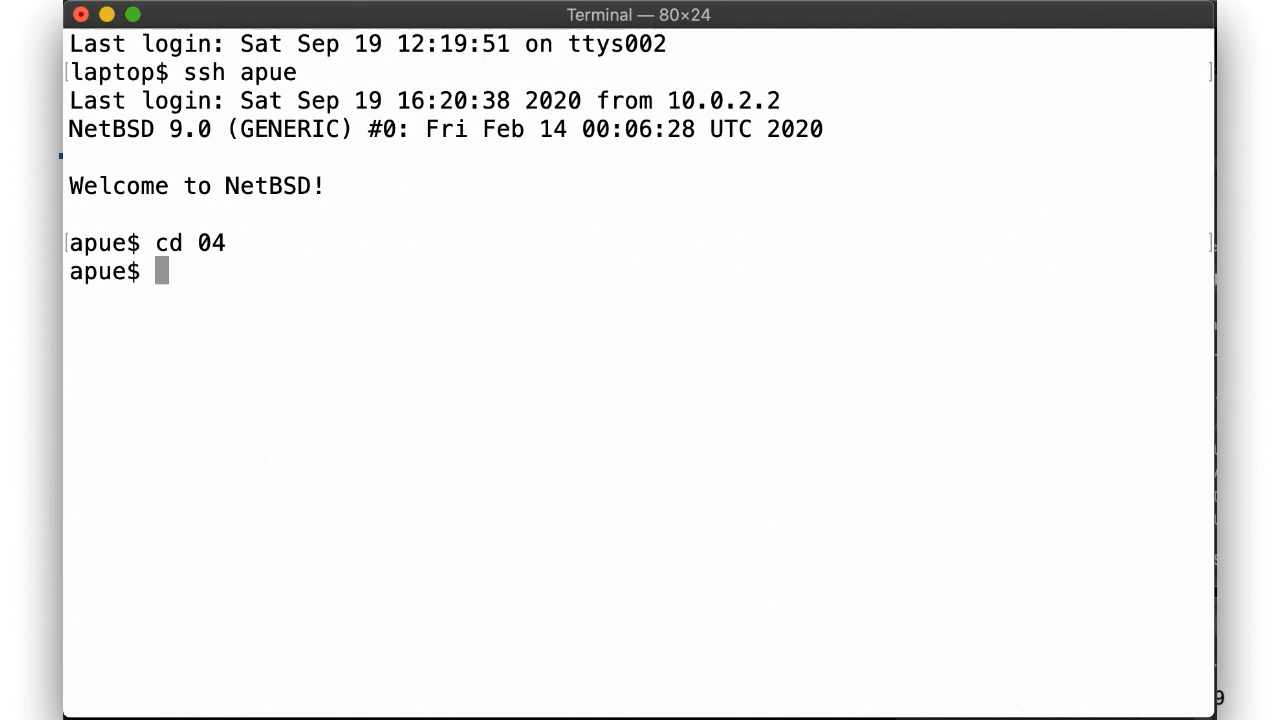 Terminal — 80×24
Last login: Sat Sep 19 12:19:51 on ttys002
[laptop$ ssh apue ]
Last login: Sat Sep 19 16:20:38 2020 from 10.0.2.2
NetBSD 9.0 (GENERIC) #0: Fri Feb 14 00:06:28 UTC 2020
Welcome to NetBSD!
[apue$ cd 04 ]
apue$
9